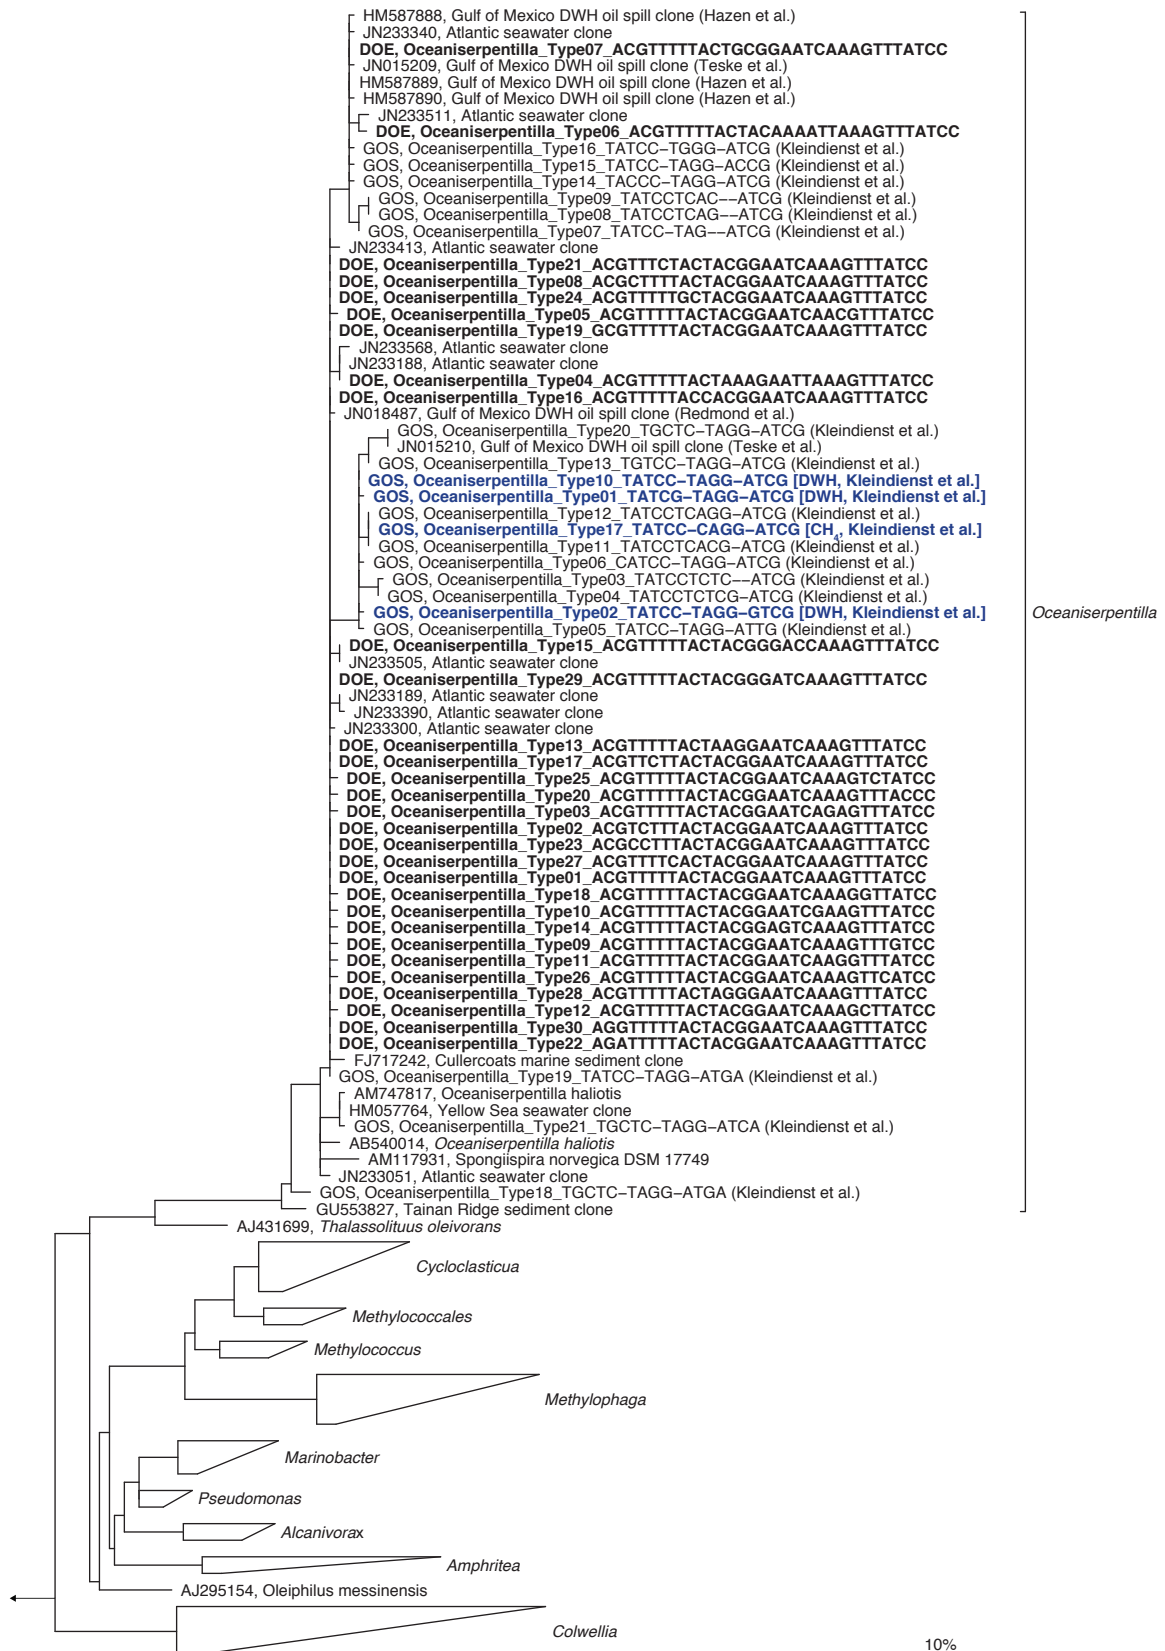 HM587888, Gulf of Mexico DWH oil spill clone (Hazen et al.)
JN233340, Atlantic seawater clone
DOE, Oceaniserpentilla_Type07_ACGTTTTTACTGCGGAATCAAAGTTTATCC
JN015209, Gulf of Mexico DWH oil spill clone (Teske et al.)
HM587889, Gulf of Mexico DWH oil spill clone (Hazen et al.)
HM587890, Gulf of Mexico DWH oil spill clone (Hazen et al.)
JN233511, Atlantic seawater clone
DOE, Oceaniserpentilla_Type06_ACGTTTTTACTACAAAATTAAAGTTTATCC
GOS, Oceaniserpentilla_Type16_TATCC−TGGG−ATCG (Kleindienst et al.)
GOS, Oceaniserpentilla_Type15_TATCC−TAGG−ACCG (Kleindienst et al.)
GOS, Oceaniserpentilla_Type14_TACCC−TAGG−ATCG (Kleindienst et al.)
GOS, Oceaniserpentilla_Type09_TATCCTCAC−−ATCG (Kleindienst et al.)
GOS, Oceaniserpentilla_Type08_TATCCTCAG−−ATCG (Kleindienst et al.)
GOS, Oceaniserpentilla_Type07_TATCC−TAG−−ATCG (Kleindienst et al.)
JN233413, Atlantic seawater clone
DOE, Oceaniserpentilla_Type21_ACGTTTCTACTACGGAATCAAAGTTTATCC
DOE, Oceaniserpentilla_Type08_ACGCTTTTACTACGGAATCAAAGTTTATCC
DOE, Oceaniserpentilla_Type24_ACGTTTTTGCTACGGAATCAAAGTTTATCC
DOE, Oceaniserpentilla_Type05_ACGTTTTTACTACGGAATCAACGTTTATCC
DOE, Oceaniserpentilla_Type19_GCGTTTTTACTACGGAATCAAAGTTTATCC
JN233568, Atlantic seawater clone
JN233188, Atlantic seawater clone
DOE, Oceaniserpentilla_Type04_ACGTTTTTACTAAAGAATTAAAGTTTATCC
DOE, Oceaniserpentilla_Type16_ACGTTTTTACCACGGAATCAAAGTTTATCC
JN018487, Gulf of Mexico DWH oil spill clone (Redmond et al.)
GOS, Oceaniserpentilla_Type20_TGCTC−TAGG−ATCG (Kleindienst et al.)
JN015210, Gulf of Mexico DWH oil spill clone (Teske et al.)
GOS, Oceaniserpentilla_Type13_TGTCC−TAGG−ATCG (Kleindienst et al.)
GOS, Oceaniserpentilla_Type10_TATCC−TAGG−ATCG [DWH, Kleindienst et al.]
GOS, Oceaniserpentilla_Type01_TATCG−TAGG−ATCG [DWH, Kleindienst et al.]
GOS, Oceaniserpentilla_Type12_TATCCTCAGG−ATCG (Kleindienst et al.)
GOS, Oceaniserpentilla_Type17_TATCC−CAGG−ATCG [CH4, Kleindienst et al.]
GOS, Oceaniserpentilla_Type11_TATCCTCACG−ATCG (Kleindienst et al.)
GOS, Oceaniserpentilla_Type06_CATCC−TAGG−ATCG (Kleindienst et al.)
GOS, Oceaniserpentilla_Type03_TATCCTCTC−−ATCG (Kleindienst et al.)
GOS, Oceaniserpentilla_Type04_TATCCTCTCG−ATCG (Kleindienst et al.)
GOS, Oceaniserpentilla_Type02_TATCC−TAGG−GTCG [DWH, Kleindienst et al.]
Oceaniserpentilla
GOS, Oceaniserpentilla_Type05_TATCC−TAGG−ATTG (Kleindienst et al.)
DOE, Oceaniserpentilla_Type15_ACGTTTTTACTACGGGACCAAAGTTTATCC
JN233505, Atlantic seawater clone
DOE, Oceaniserpentilla_Type29_ACGTTTTTACTACGGGATCAAAGTTTATCC
JN233189, Atlantic seawater clone
JN233390, Atlantic seawater clone
JN233300, Atlantic seawater clone
DOE, Oceaniserpentilla_Type13_ACGTTTTTACTAAGGAATCAAAGTTTATCC
DOE, Oceaniserpentilla_Type17_ACGTTCTTACTACGGAATCAAAGTTTATCC
DOE, Oceaniserpentilla_Type25_ACGTTTTTACTACGGAATCAAAGTCTATCC
DOE, Oceaniserpentilla_Type20_ACGTTTTTACTACGGAATCAAAGTTTACCC
DOE, Oceaniserpentilla_Type03_ACGTTTTTACTACGGAATCAGAGTTTATCC
DOE, Oceaniserpentilla_Type02_ACGTCTTTACTACGGAATCAAAGTTTATCC
DOE, Oceaniserpentilla_Type23_ACGCCTTTACTACGGAATCAAAGTTTATCC
DOE, Oceaniserpentilla_Type27_ACGTTTTCACTACGGAATCAAAGTTTATCC
DOE, Oceaniserpentilla_Type01_ACGTTTTTACTACGGAATCAAAGTTTATCC
DOE, Oceaniserpentilla_Type18_ACGTTTTTACTACGGAATCAAAGGTTATCC
DOE, Oceaniserpentilla_Type10_ACGTTTTTACTACGGAATCGAAGTTTATCC
DOE, Oceaniserpentilla_Type14_ACGTTTTTACTACGGAGTCAAAGTTTATCC
DOE, Oceaniserpentilla_Type09_ACGTTTTTACTACGGAATCAAAGTTTGTCC
DOE, Oceaniserpentilla_Type11_ACGTTTTTACTACGGAATCAAGGTTTATCC
DOE, Oceaniserpentilla_Type26_ACGTTTTTACTACGGAATCAAAGTTCATCC
DOE, Oceaniserpentilla_Type28_ACGTTTTTACTAGGGAATCAAAGTTTATCC
DOE, Oceaniserpentilla_Type12_ACGTTTTTACTACGGAATCAAAGCTTATCC
DOE, Oceaniserpentilla_Type30_AGGTTTTTACTACGGAATCAAAGTTTATCC
DOE, Oceaniserpentilla_Type22_AGATTTTTACTACGGAATCAAAGTTTATCC
FJ717242, Cullercoats marine sediment clone
GOS, Oceaniserpentilla_Type19_TATCC−TAGG−ATGA (Kleindienst et al.)
AM747817, Oceaniserpentilla haliotis
HM057764, Yellow Sea seawater clone
GOS, Oceaniserpentilla_Type21_TGCTC−TAGG−ATCA (Kleindienst et al.)
AB540014, Oceaniserpentilla haliotis
AM117931, Spongiispira norvegica DSM 17749
JN233051, Atlantic seawater clone
GOS, Oceaniserpentilla_Type18_TGCTC−TAGG−ATGA (Kleindienst et al.)
GU553827, Tainan Ridge sediment clone
AJ431699, Thalassolituus oleivorans
Cycloclasticua
Methylococcales
Methylococcus
Methylophaga
Marinobacter
Pseudomonas
Alcanivorax
Amphritea
AJ295154, Oleiphilus messinensis
Colwellia
10%